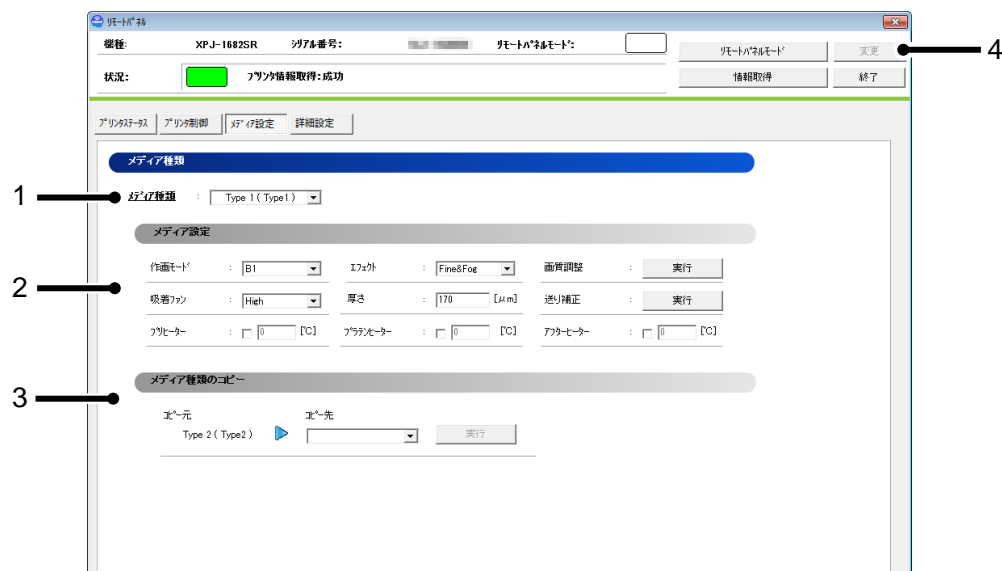 リモートパネル
機種: XPJ-1682SR シリアル番号: リモートパネルモード:
リモートパネルモード 変更 4
状況: プリンタ情報取得:成功 情報取得 終了
プリンタステータス プリンタ制御 メディア設定 詳細設定
メディア種類
1 メディア種類 : Type 1 ( Type1 )
メディア設定
作画モード : B1 エフェクト : Fine&Fog 画質調整 : 実行
2
吸着ファン : High 厚さ : 170 [μm] 送り補正 : 実行
プリヒーター : 0 [℃] プラテンヒーター : 0 [℃] アフターヒーター : 0 [℃]
メディア種類のコピー
3
コピー元 コピー先
Type 2 ( Type2 ) 実行